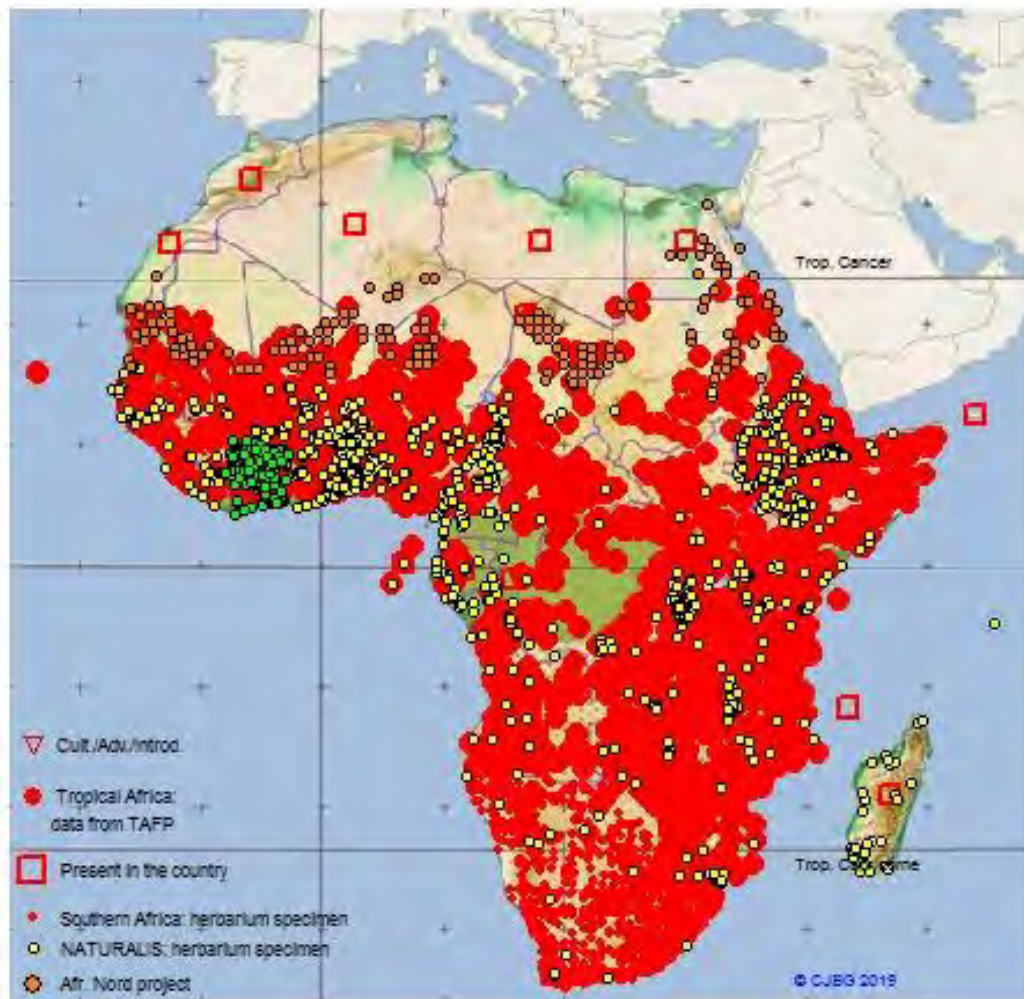 Trop. Cancer
Cult./Adv./Introd.
Tropical Africa:
data from TAFP
Trop.
Present in the country
Southern Africa: herbarium specimen
NATURALIS: herbarium specimen
Afr. Nord project
© CJBG 2019